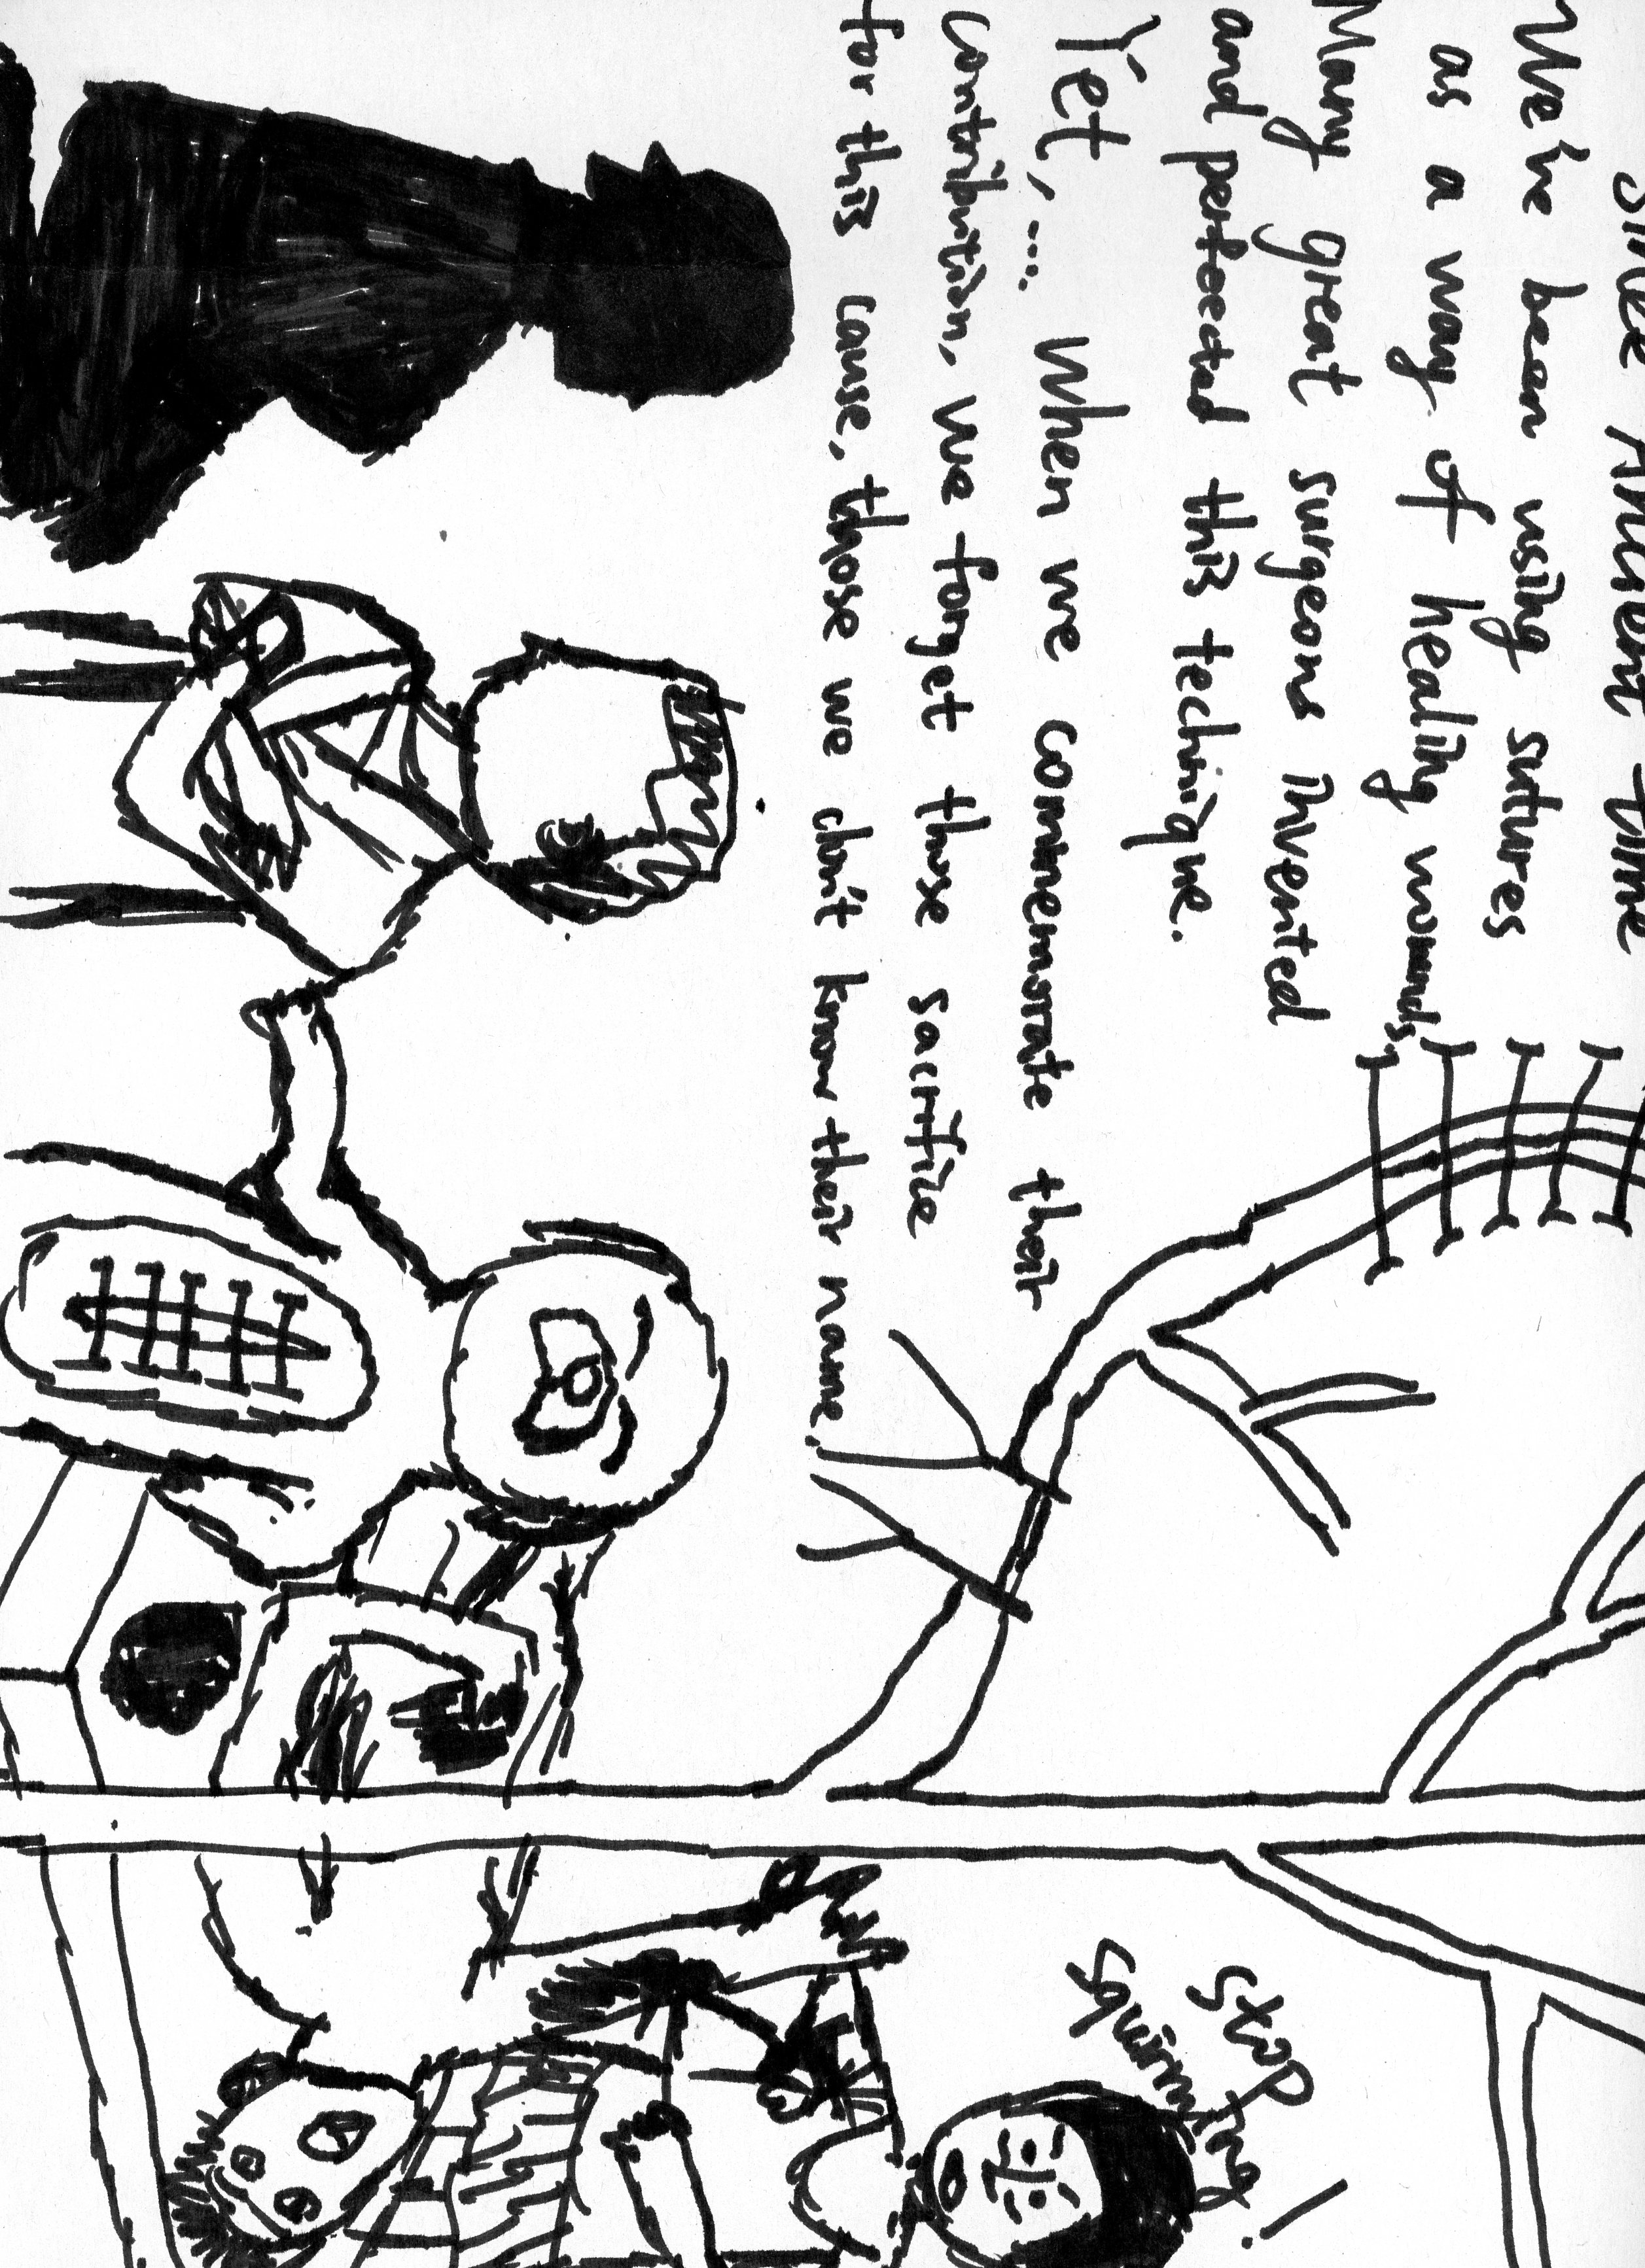 Since Ancient time
We've been using sutures
as a way of healing wounds,
Many great surgeons invented
and perfected this technique.
Yet, .... When we commemorate their
contribution, we forget those sacrifice
for this cause, those we don't know their name.
Stop
squirming!